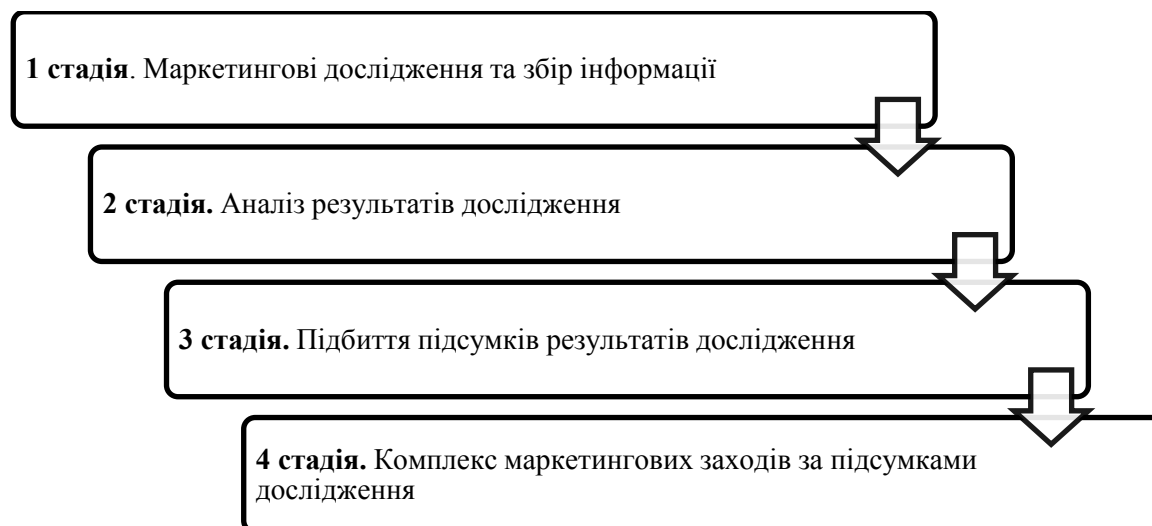 1 стадія. Маркетингові дослідження та збір інформації
2 стадія. Аналіз результатів дослідження
3 стадія. Підбиття підсумків результатів дослідження
4 стадія. Комплекс маркетингових заходів за підсумками
дослідження